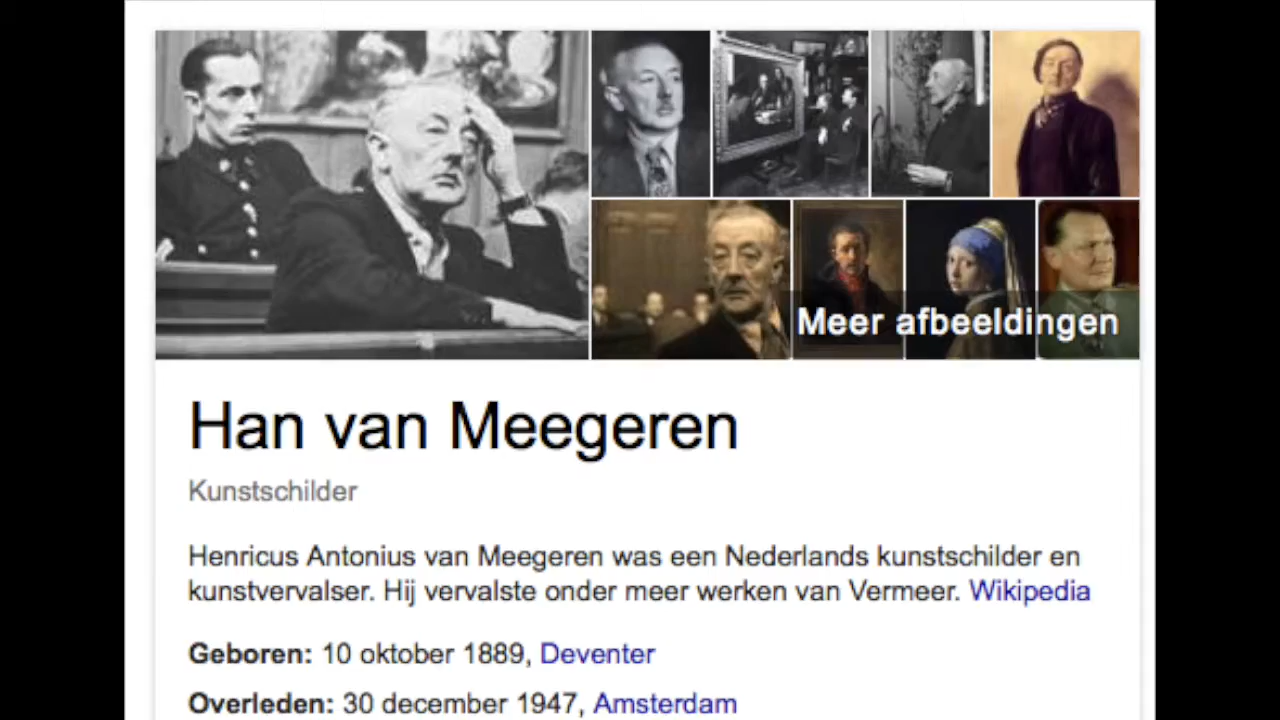 Meer afbeeldingen
Han van Meegeren
Kunstschilder
Henricus Antonius van Meegeren was een Nederlands kunstschilder en
kunstvervalser. Hij vervalste onder meer werken van Vermeer. Wikipedia
Geboren: 10 oktober 1889, Deventer
Overleden: 30 december 1947, Amsterdam